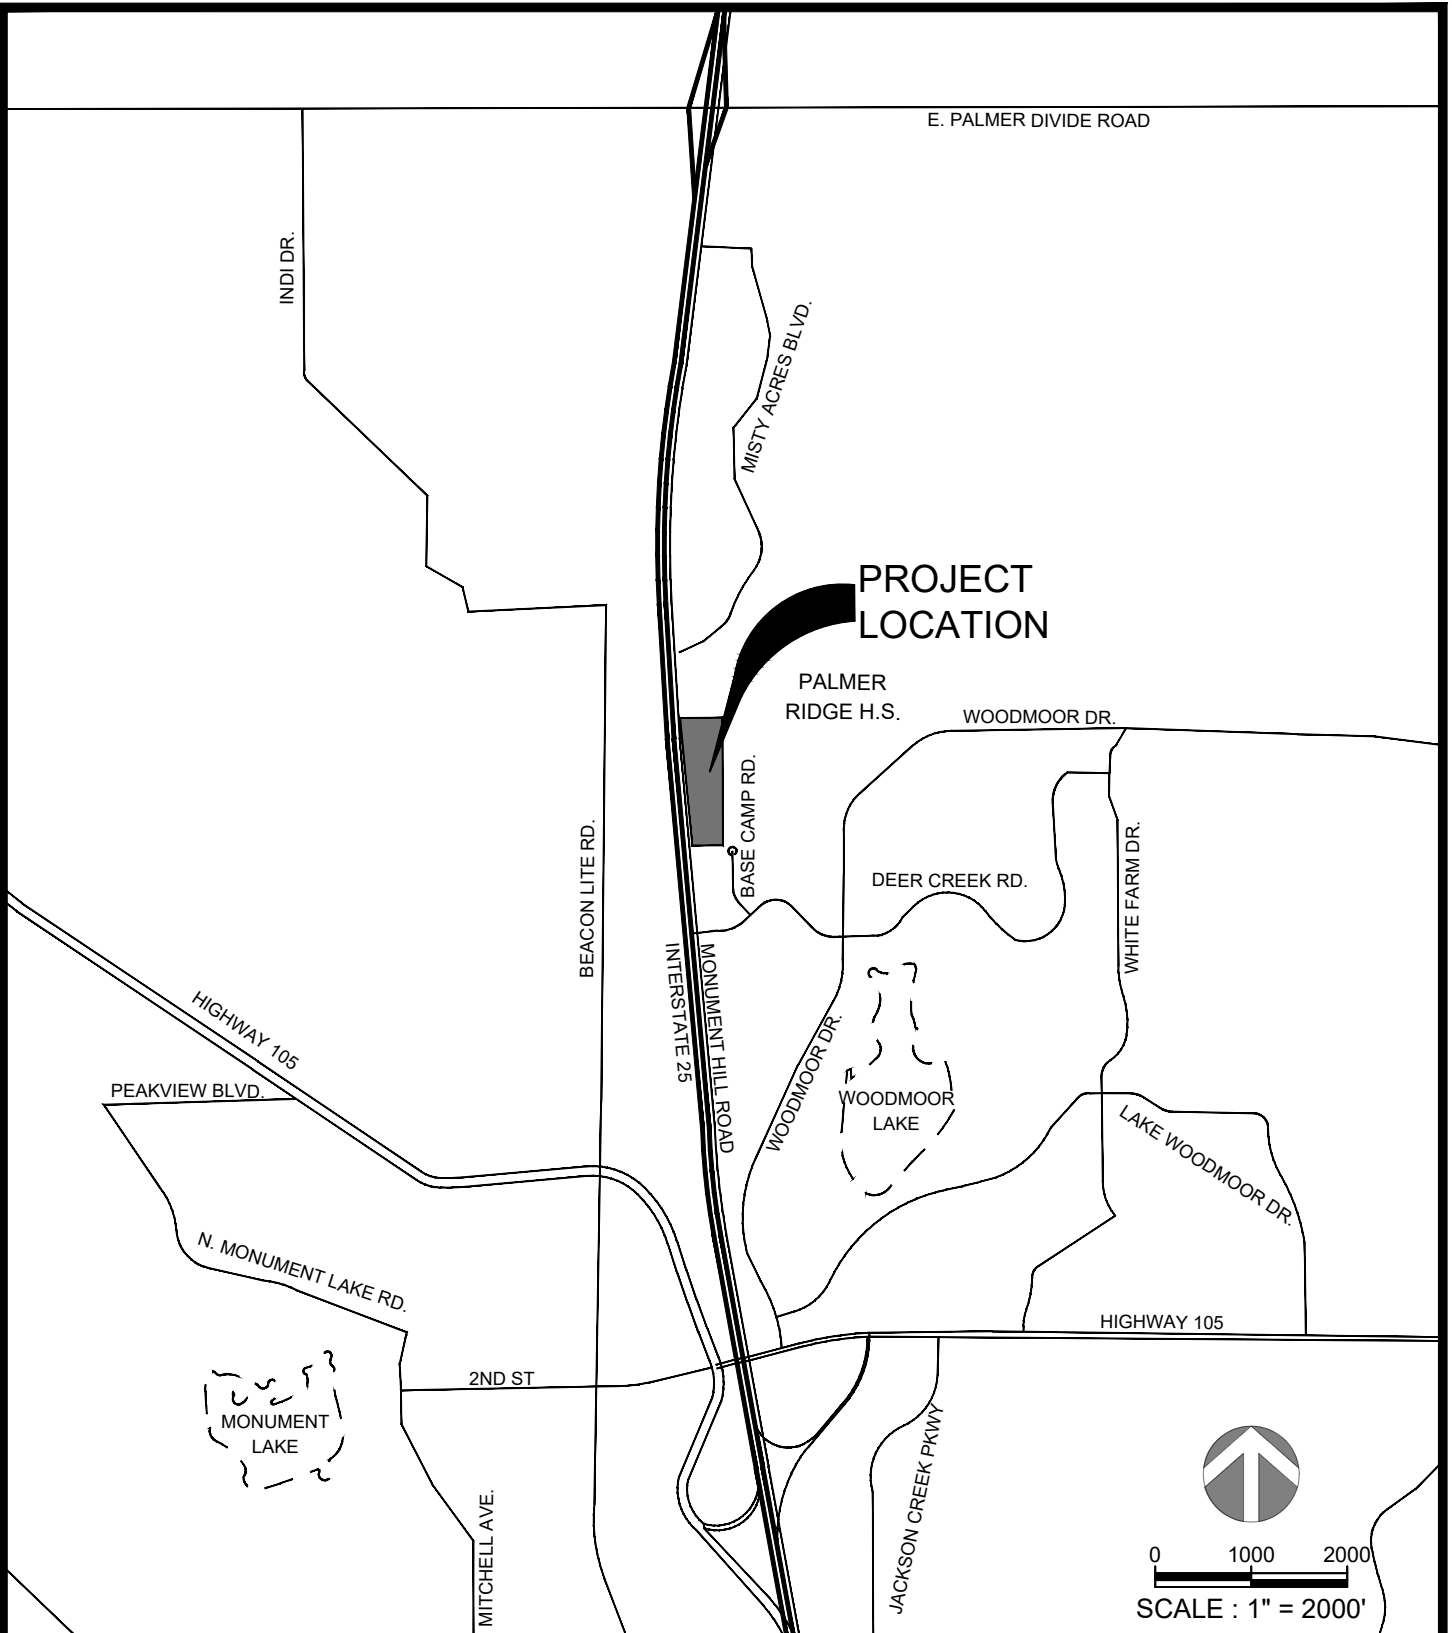 E. PALMER DIVIDE ROAD
INDI DR.
MISTY ACRES BLVD.
PROJECT
LOCATION
PALMER
RIDGE H.S.
WOODMOOR DR.
BASE CAMP RD.
BEACON LITE RD.
WHITE FARM DR.
DEER CREEK RD.
MONUMENT HILL ROAD
INTERSTATE 25
HIGHWAY 105
WOODMOOR DR.
PEAKVIEW BLVD.
WOODMOOR
LAKE
LAKE WOODMOOR DR.
N. MONUMENT LAKE RD.
HIGHWAY 105
2ND ST
MONUMENT
LAKE
JACKSON CREEK PKWY
MITCHELL AVE.
0 1000 2000
SCALE : 1" = 2000'